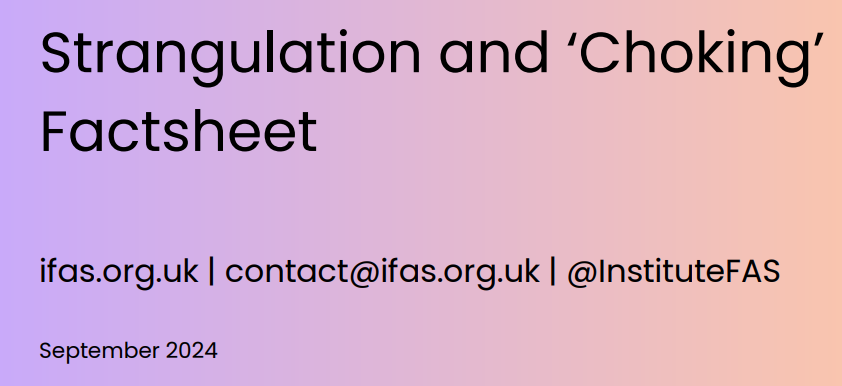 Strangulation and ‘Choking’
Factsheet
ifas.org.uk | contact@ifas.org.uk | @InstituteFAS
September 2024